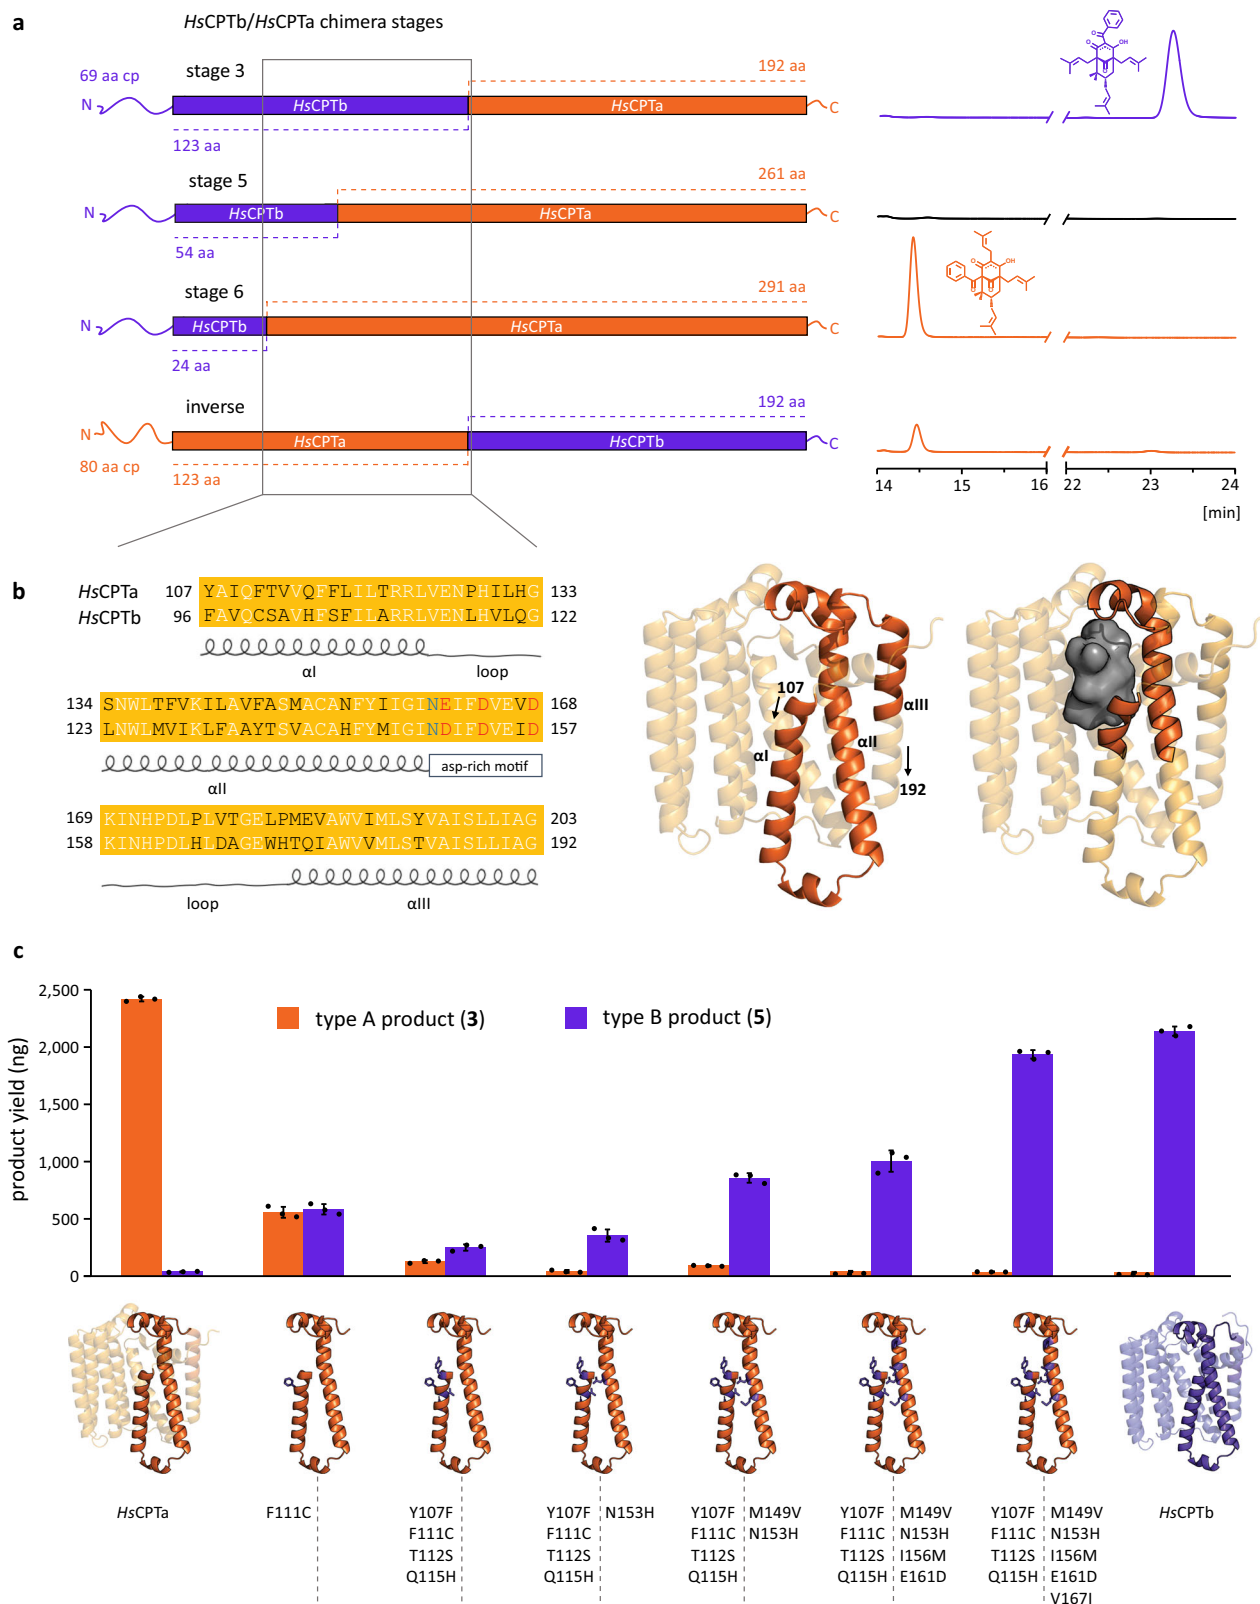 a
HsCPTb/HsCPTa chimera stages
stage 3
69 aa cp
192 aa
N
HsCPTb
HsCPTa
C
123 aa
stage 5
261 aa
N
HsCPTb
HsCPTa
C
54 aa
stage 6
291 aa
N
HsCPTb
HsCPTa
C
24 aa
inverse
192 aa
N
HsCPTa
HsCPTb
C
80 aa cp
123 aa
O
O
OH
O
O
OH
O
O
14
15
16
22
23
24
[min]
b
HsCPTa 107 YAIQFTVVQFFLILTRRLVENPHILHG 133
HsCPTb 96 FAVQCSAVHFSFILARRLVENLHVLQG 122
αI
loop
134 SNWLTFVKILAVFASMACANFYIIGINEIFDVEVD 168
123 LNWLMVIKLFAAYTSVACAHFYMIGINDIFDVEID 157
asp-rich motif
αII
169 KINHPDLPLVTGELPMEVAWVIMLSYVAISLLIAG 203
158 KINHPDLHLDAGEWHTQIAWVVMLSTVAISLLIAG 192
loop
αIII
107
αI
αII
αIII
192
c
product yield (ng)
2,500
2,000
1,500
1,000
500
0
type A product (3)
type B product (5)
HsCPTa
F111C
Y107F
F111C
T112S
Q115H
Y107F
F111C
T112S
Q115H
N153H
Y107F
F111C
T112S
Q115H
M149V
N153H
Y107F
F111C
T112S
Q115H
M149V
N153H
I156M
E161D
Y107F
F111C
T112S
Q115H
M149V
N153H
I156M
E161D
V167I
HsCPTb